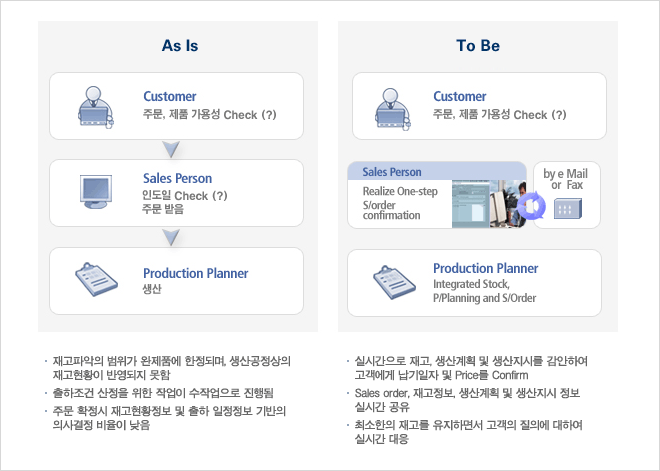 As Is
Customer
주문, 제품 가용성 Check (?)
Sales Person
인도일 Check (?)
주문 받음
Production Planner
생산
· 재고파악의 범위가 완제품에 한정되며, 생산공정상의
재고현황이 반영되지 못함
· 출하조건 산정을 위한 작업이 수작업으로 진행됨
· 주문 확정시 재고현황정보 및 출하 일정정보 기반의
의사결정 비율이 낮음
To Be
Customer
주문, 제품 가용성 Check (?)
Sales Person
Realize One-step
S/order
confirmation
by e Mail
or Fax
Production Planner
Integrated Stock,
P/Planning and S/Order
· 실시간으로 재고, 생산계획 및 생산지시를 감안하여
고객에게 납기일자 및 Price를 Confirm
· Sales order, 재고정보, 생산계획 및 생산지시 정보
실시간 공유
· 최소한의 재고를 유지하면서 고객의 질의에 대하여
실시간 대응